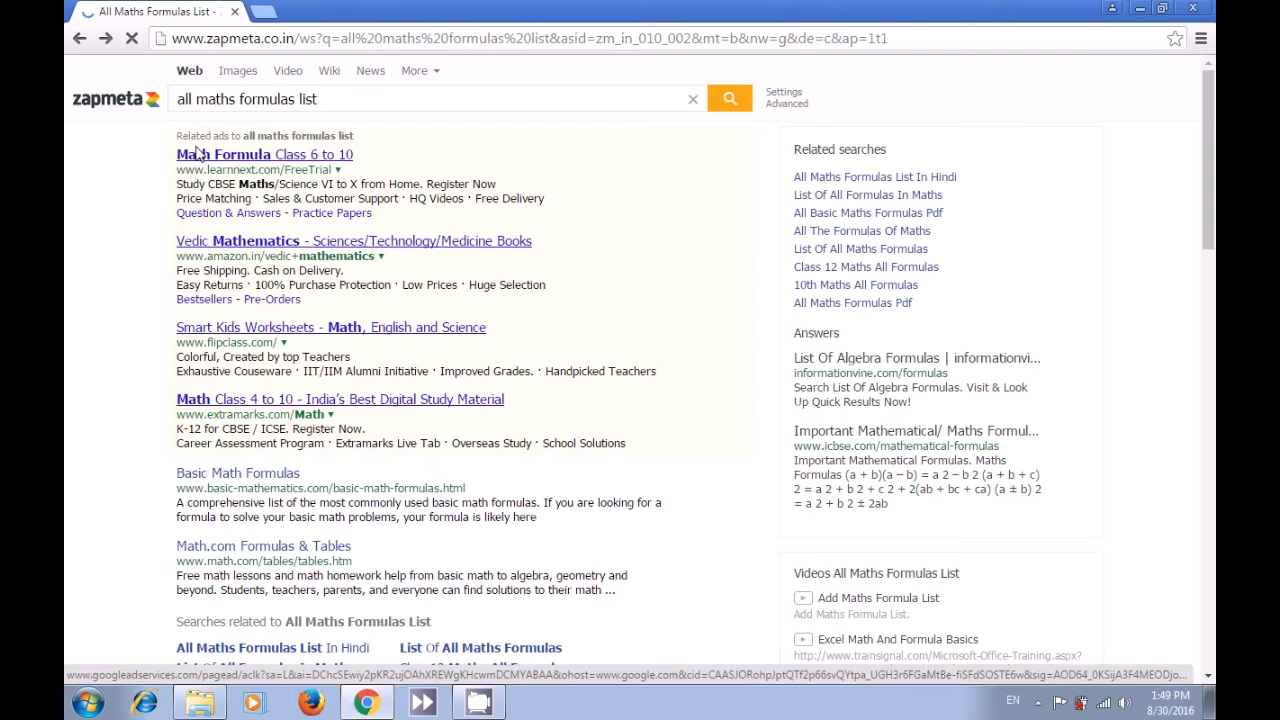 All Maths Formulas List -
www.zapmeta.co.in/ws?q=all%20maths%20formulas%20list&asid=zm_in_010_002&mt=b&nw=g&de=c&ap=1t1
Web Images Video Wiki News More
zapmeta
all maths formulas list
Settings
Advanced
Related ads to all maths formulas list
Math Formula Class 6 to 10
www.learnnext.com/FreeTrial
Study CBSE Maths/Science VI to X from Home. Register Now
Price Matching · Sales & Customer Support · HQ Videos · Free Delivery
Question & Answers - Practice Papers
Vedic Mathematics - Sciences/Technology/Medicine Books
www.amazon.in/vedic+mathematics
Free Shipping. Cash on Delivery.
Easy Returns · 100% Purchase Protection · Low Prices · Huge Selection
Bestsellers - Pre-Orders
Smart Kids Worksheets - Math, English and Science
www.flipclass.com/
Colorful, Created by top Teachers
Exhaustive Couseware · IIT/IIM Alumni Initiative · Improved Grades. · Handpicked Teachers
Math Class 4 to 10 - India's Best Digital Study Material
www.extramarks.com/Math
K-12 for CBSE / ICSE. Register Now.
Career Assessment Program · Extramarks Live Tab · Overseas Study · School Solutions
Basic Math Formulas
www.basic-mathematics.com/basic-math-formulas.html
A comprehensive list of the most commonly used basic math formulas. If you are looking for a
formula to solve your basic math problems, your formula is likely here
Math.com Formulas & Tables
www.math.com/tables/tables.htm
Free math lessons and math homework help from basic math to algebra, geometry and
beyond. Students, teachers, parents, and everyone can find solutions to their math ...
Searches related to All Maths Formulas List
All Maths Formulas List In Hindi List Of All Maths Formulas
Related searches
All Maths Formulas List In Hindi
List Of All Formulas In Maths
All Basic Maths Formulas Pdf
All The Formulas Of Maths
List Of All Maths Formulas
Class 12 Maths All Formulas
10th Maths All Formulas
All Maths Formulas Pdf
Answers
List Of Algebra Formulas | informationvi...
informationvine.com/formulas
Search List Of Algebra Formulas. Visit & Look
Up Quick Results Now!
Important Mathematical/ Maths Formul...
www.icbse.com/mathematical-formulas
Important Mathematical Formulas. Maths
Formulas (a + b)(a − b) = a 2 − b 2 (a + b + c)
2 = a 2 + b 2 + c 2 + 2(ab + bc + ca) (a ± b) 2
= a 2 + b 2 ± 2ab
Videos All Maths Formulas List
Add Maths Formula List
Add Maths Formula List.
Excel Math And Formula Basics
http://www.trainsignal.com/Microsoft-Office-Training.aspx?
EN
1:49 PM
8/30/2016